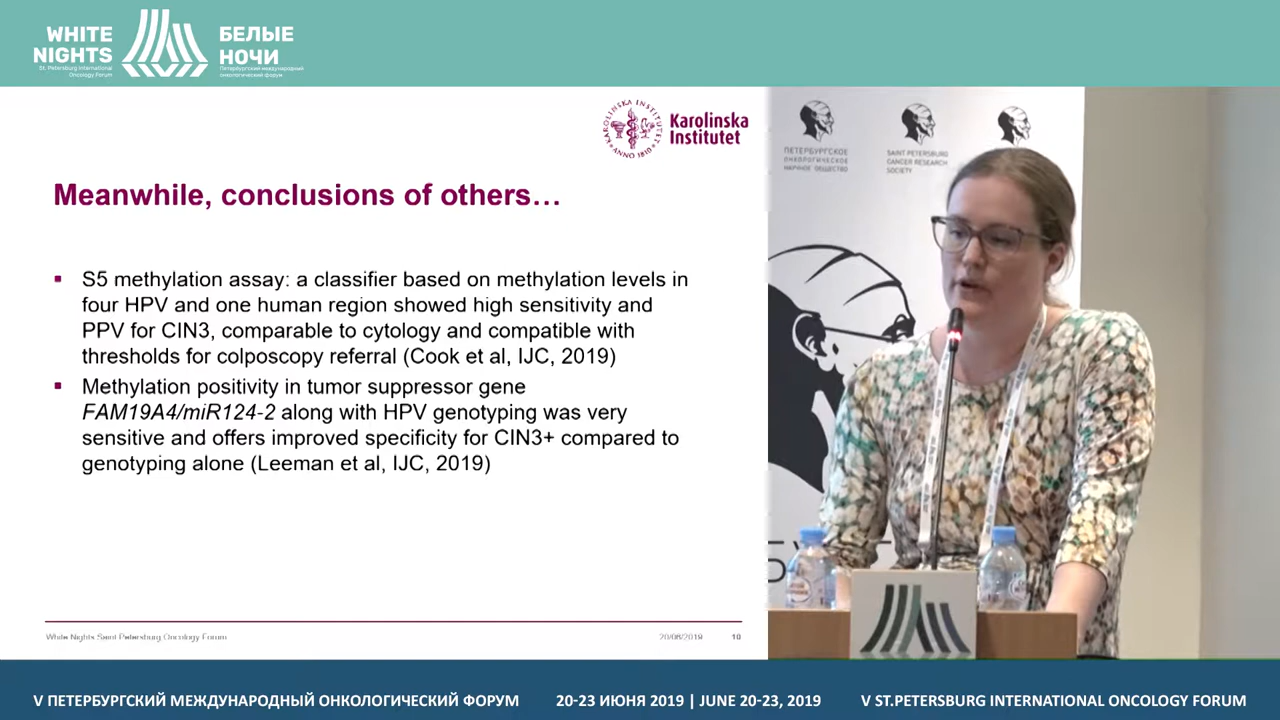 WHITE
NIGHTS
St. Petersburg International
Oncology Forum
БЕЛЫЕ
НОЧИ
Петербургский международный
онкологический форум
KAROLINSKA INSTITUTET
ANNO 1810
Karolinska
Institutet
Meanwhile, conclusions of others…
▪ S5 methylation assay: a classifier based on methylation levels in
four HPV and one human region showed high sensitivity and
PPV for CIN3, comparable to cytology and compatible with
thresholds for colposcopy referral (Cook et al, IJC, 2019)
▪ Methylation positivity in tumor suppressor gene
FAM19A4/miR124-2 along with HPV genotyping was very
sensitive and offers improved specificity for CIN3+ compared to
genotyping alone (Leeman et al, IJC, 2019)
White Nights Saint Petersburg Oncology Forum
20/06/2019
10
ПЕТЕРБУРГСКОЕ
ОНКОЛОГИЧЕСКОЕ
НАУЧНОЕ ОБЩЕСТВО
SAINT PETERSBURG
CANCER RESEARCH
SOCIETY
V ПЕТЕРБУРГСКИЙ МЕЖДУНАРОДНЫЙ ОНКОЛОГИЧЕСКИЙ ФОРУМ
20-23 ИЮНЯ 2019 | JUNE 20-23, 2019
V ST.PETERSBURG INTERNATIONAL ONCOLOGY FORUM